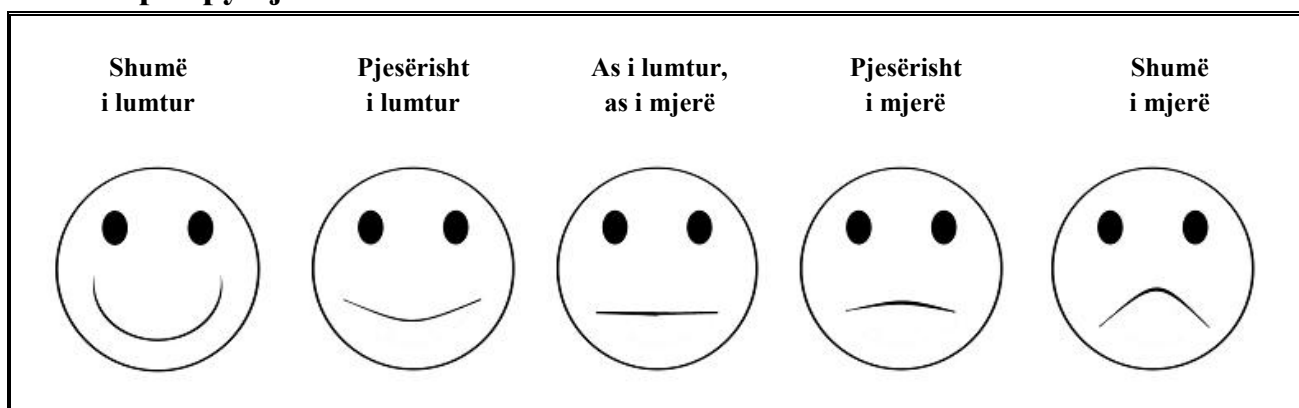 Shumë
i lumtur
Pjesërisht
i lumtur
As i lumtur,
as i mjerë
Pjesërisht
i mjerë
Shumë
i mjerë